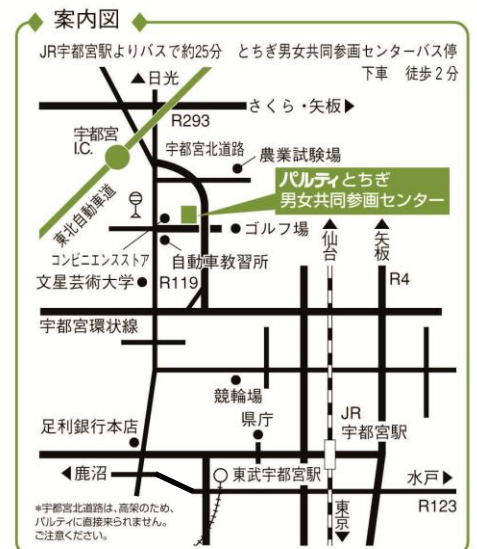 案内図
JR宇都宮駅よりバスで約25分　とちぎ男女共同参画センターバス停
下車　徒歩2分
▲日光
さくら・矢板▶
R293
宇都宮
I.C.
宇都宮北道路
農業試験場
パルティとちぎ
男女共同参画センター
東北自動車道
ゴルフ場
コンビニエンスストア
自動車教習所
文星芸術大学
R119
▲仙台
▲矢板
R4
宇都宮環状線
競輪場
県庁
JR
宇都宮駅
足利銀行本店
◀鹿沼
東武宇都宮駅
水戸▶
R123
東京▼
*宇都宮北道路は、高架のため、
パルティに直接来られません。
ご注意ください。